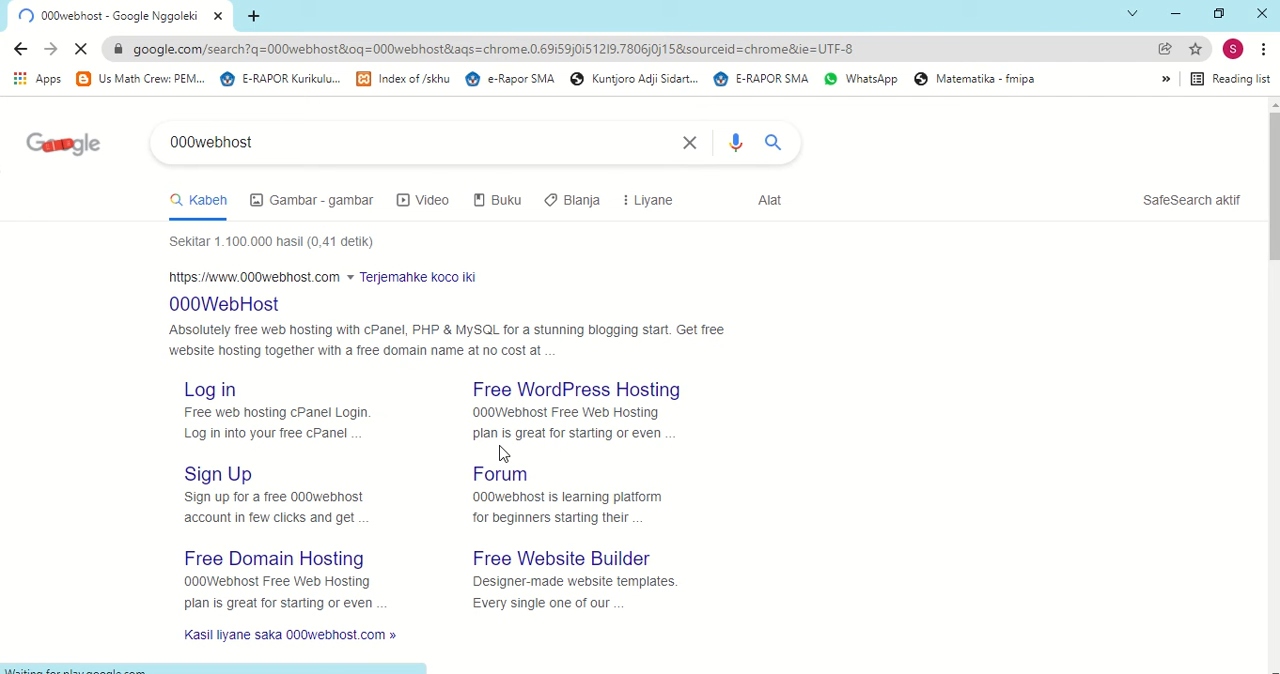 000webhost - Google Nggoleki
google.com/search?q=000webhost&oq=000webhost&aqs=chrome.0.69i59j0i512l9.7806j0j15&sourceid=chrome&ie=UTF-8
S
Apps Us Math Crew: PEM... E-RAPOR Kurikulu... Index of /skhu e-Rapor SMA Kuntjoro Adji Sidart... E-RAPOR SMA WhatsApp Matematika - fmipa » Reading list
Google 000webhost
Kabeh Gambar - gambar Video Buku Blanja Liyane Alat SafeSearch aktif
Sekitar 1.100.000 hasil (0,41 detik)
https://www.000webhost.com Terjemahke koco iki
000WebHost
Absolutely free web hosting with cPanel, PHP & MySQL for a stunning blogging start. Get free
website hosting together with a free domain name at no cost at ...
Log in
Free web hosting cPanel Login.
Log in into your free cPanel ...
Free WordPress Hosting
000Webhost Free Web Hosting
plan is great for starting or even ...
Sign Up
Sign up for a free 000webhost
account in few clicks and get ...
Forum
000webhost is learning platform
for beginners starting their ...
Free Domain Hosting
000Webhost Free Web Hosting
plan is great for starting or even ...
Free Website Builder
Designer-made website templates.
Every single one of our ...
Kasil liyane saka 000webhost.com »
Waiting for play.google.com...